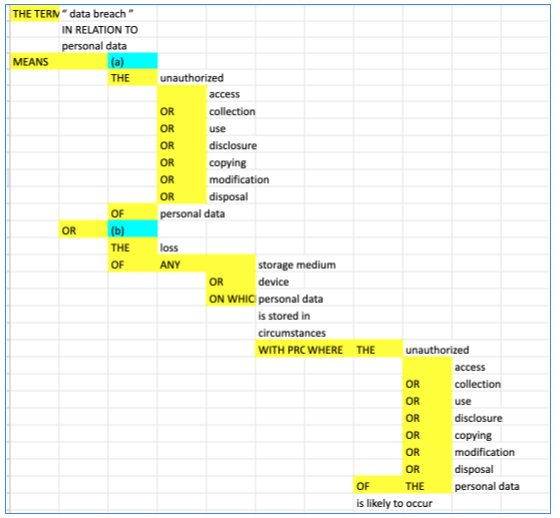 THE TERM “ data breach ”
IN RELATION TO
personal data
MEANS (a)
THE unauthorized
access
OR collection
OR use
OR disclosure
OR copying
OR modification
OR disposal
OF personal data
OR (b)
THE loss
OF ANY storage medium
OR device
ON WHIC personal data
is stored in
circumstances
WITH PRC WHERE THE unauthorized
access
OR collection
OR use
OR disclosure
OR copying
OR modification
OR disposal
OF THE personal data
is likely to occur